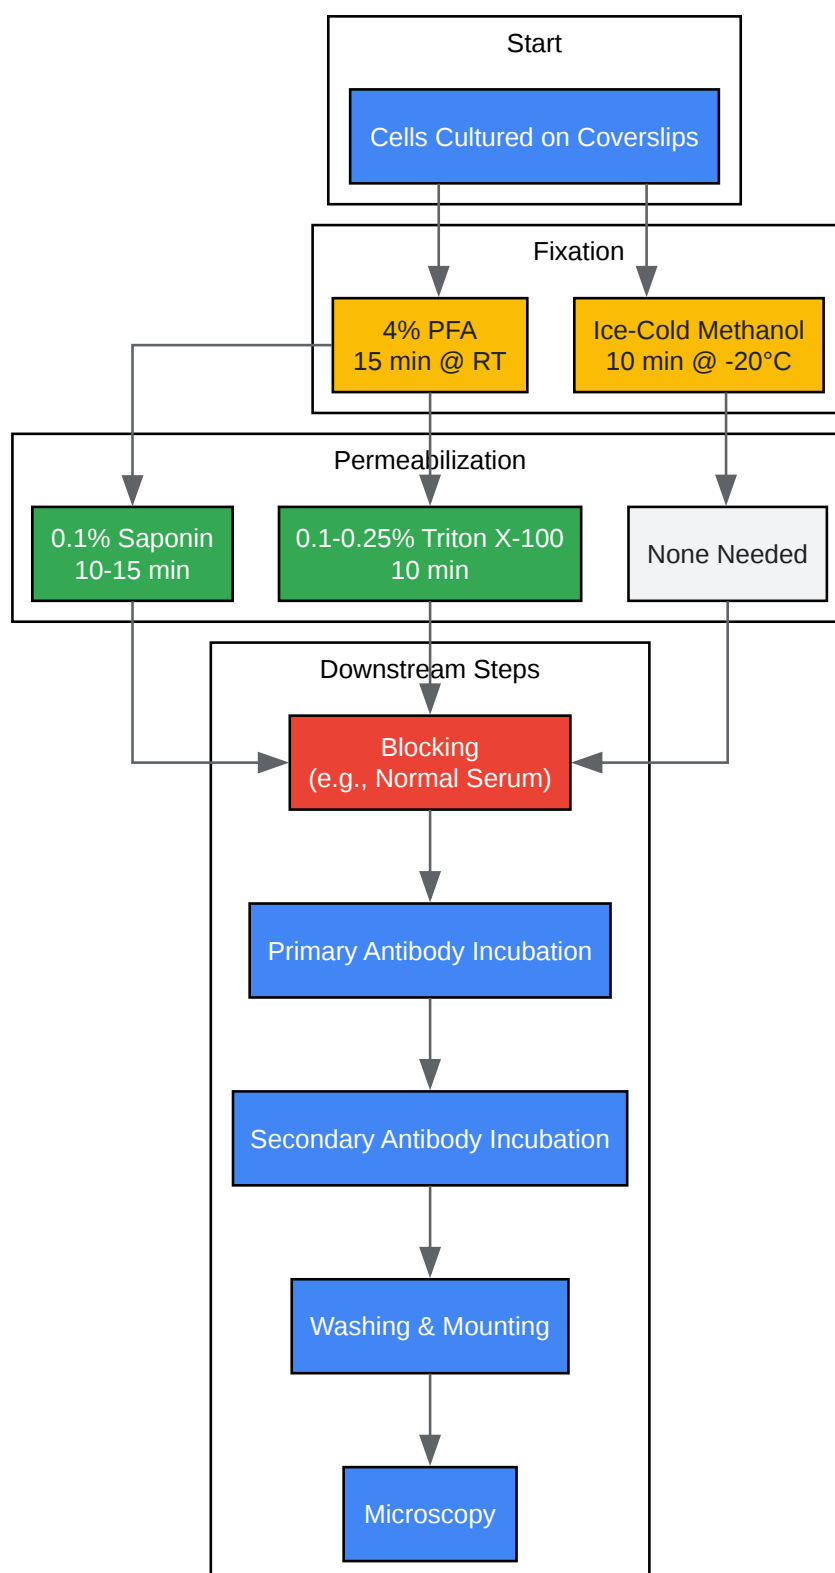 Start
Cells Cultured on Coverslips
Fixation
4% PFA
15 min @ RT
Ice-Cold Methanol
10 min @ -20°C
Permeabilization
0.1% Saponin
10-15 min
0.1-0.25% Triton X-100
10 min
None Needed
Downstream Steps
Blocking
(e.g., Normal Serum)
Primary Antibody Incubation
Secondary Antibody Incubation
Washing & Mounting
Microscopy